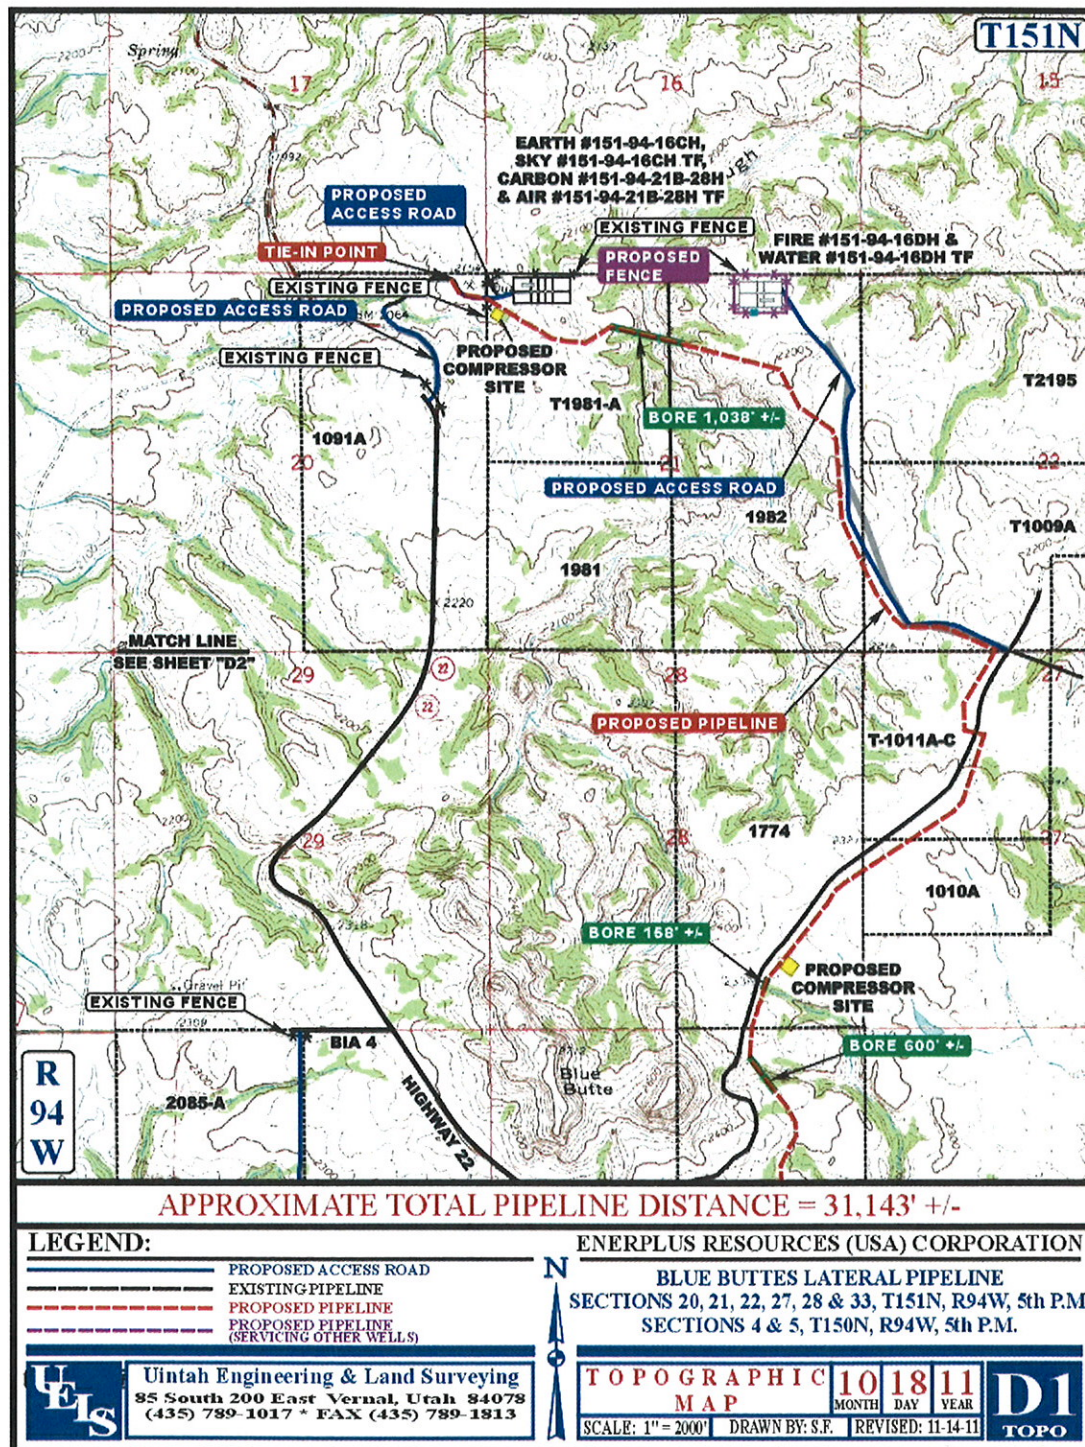 T151N
Spring
17
16
15
EARTH #151-94-16CH,
SKY #151-94-16CH TF,
CARBON #151-94-21B-28H
& AIR #151-94-21B-28H TF
PROPOSED
ACCESS ROAD
EXISTING FENCE
FIRE #151-94-16DH &
WATER #151-94-16DH TF
TIE-IN POINT
PROPOSED
FENCE
EXISTING FENCE
PROPOSED ACCESS ROAD
EXISTING FENCE
PROPOSED
COMPRESSOR
SITE
T1981-A
T2195
BORE 1,038' +/-
1091A
20
21
22
PROPOSED ACCESS ROAD
1982
T1009A
1981
2220
MATCH LINE
SEE SHEET "D2"
29
22
28
27
22
PROPOSED PIPELINE
T-1011A-C
1774
29
28
27
1010A
BORE 168' +/-
PROPOSED
COMPRESSOR
SITE
Gravel Pit
EXISTING FENCE
BIA 4
BORE 600' +/-
Blue
Butte
R
94
W
2085-A
HIGHWAY 22
APPROXIMATE TOTAL PIPELINE DISTANCE = 31,143' +/-
LEGEND:
PROPOSED ACCESS ROAD
EXISTING PIPELINE
PROPOSED PIPELINE
PROPOSED PIPELINE
(SERVICING OTHER WELLS)
N
ENERPLUS RESOURCES (USA) CORPORATION
BLUE BUTTES LATERAL PIPELINE
SECTIONS 20, 21, 22, 27, 28 & 33, T151N, R94W, 5th P.M
SECTIONS 4 & 5, T150N, R94W, 5th P.M.
UELS
Uintah Engineering & Land Surveying
85 South 200 East Vernal, Utah 84078
(435) 789-1017 * FAX (435) 789-1813
TOPOGRAPHIC
MAP
10
MONTH
18
DAY
11
YEAR
SCALE: 1" = 2000'
DRAWN BY: S.F.
REVISED: 11-14-11
D1
TOPO